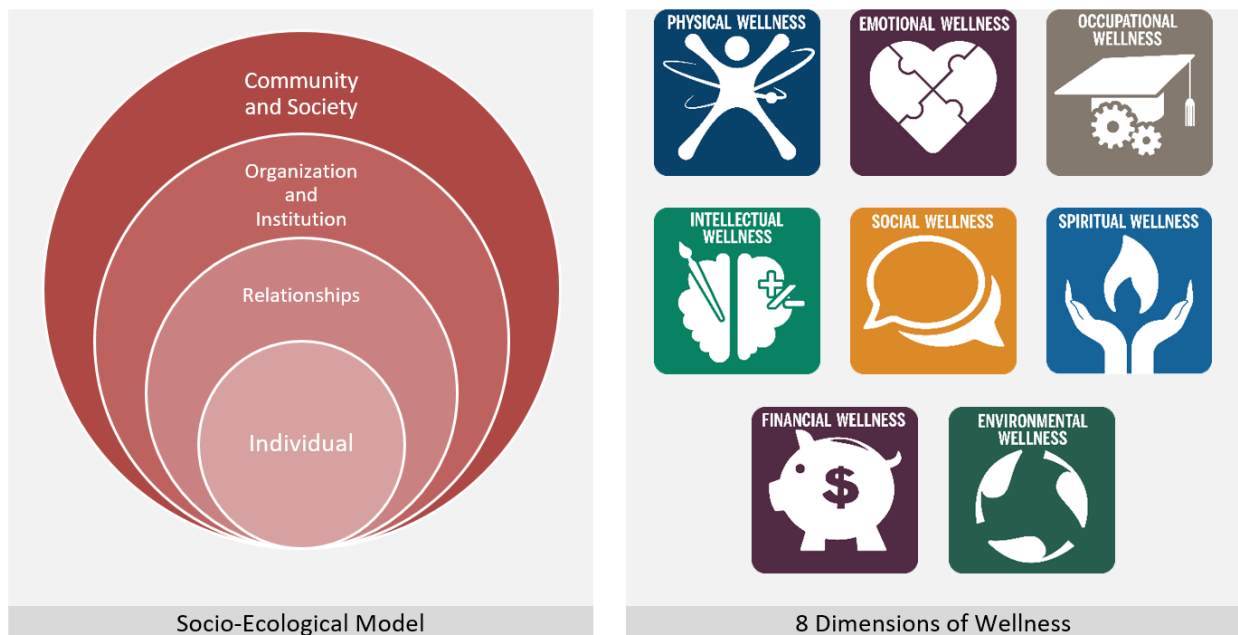 Community
and Society
Organization
and
Institution
Relationships
Individual
Socio-Ecological Model
PHYSICAL WELLNESS
EMOTIONAL WELLNESS
OCCUPATIONAL
WELLNESS
INTELLECTUAL
WELLNESS
SOCIAL WELLNESS
SPIRITUAL WELLNESS
FINANCIAL WELLNESS
$
ENVIRONMENTAL
WELLNESS
8 Dimensions of Wellness